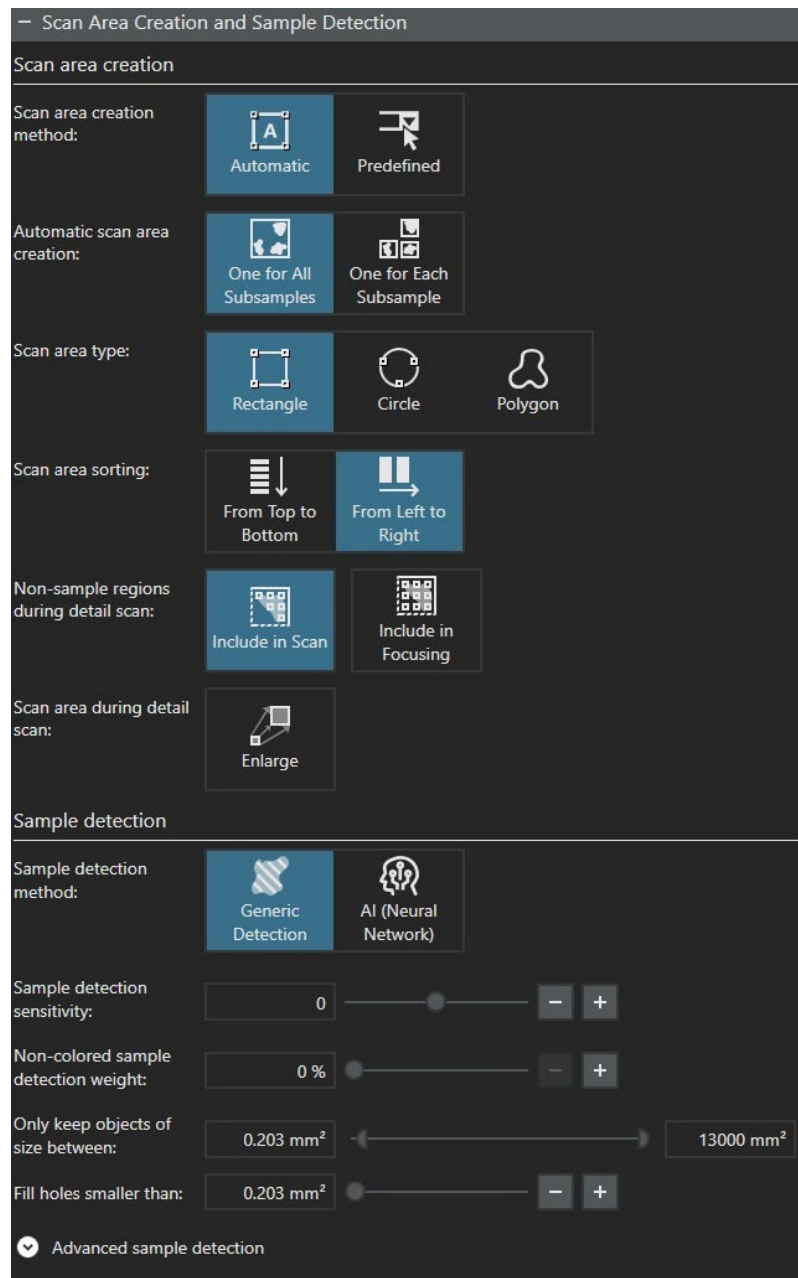 − Scan Area Creation and Sample Detection
Scan area creation
Scan area creation
method:
A
Automatic
Predefined
Automatic scan area
creation:
One for All
Subsamples
One for Each
Subsample
Scan area type:
Rectangle
Circle
Polygon
Scan area sorting:
From Top to
Bottom
From Left to
Right
Non-sample regions
during detail scan:
Include in Scan
Include in
Focusing
Scan area during detail
scan:
Enlarge
Sample detection
Sample detection
method:
Generic
Detection
AI (Neural
Network)
Sample detection
sensitivity:
0
− +
Non-colored sample
detection weight:
0 %
− +
Only keep objects of
size between:
0.203 mm²
13000 mm²
Fill holes smaller than:
0.203 mm²
− +
Advanced sample detection